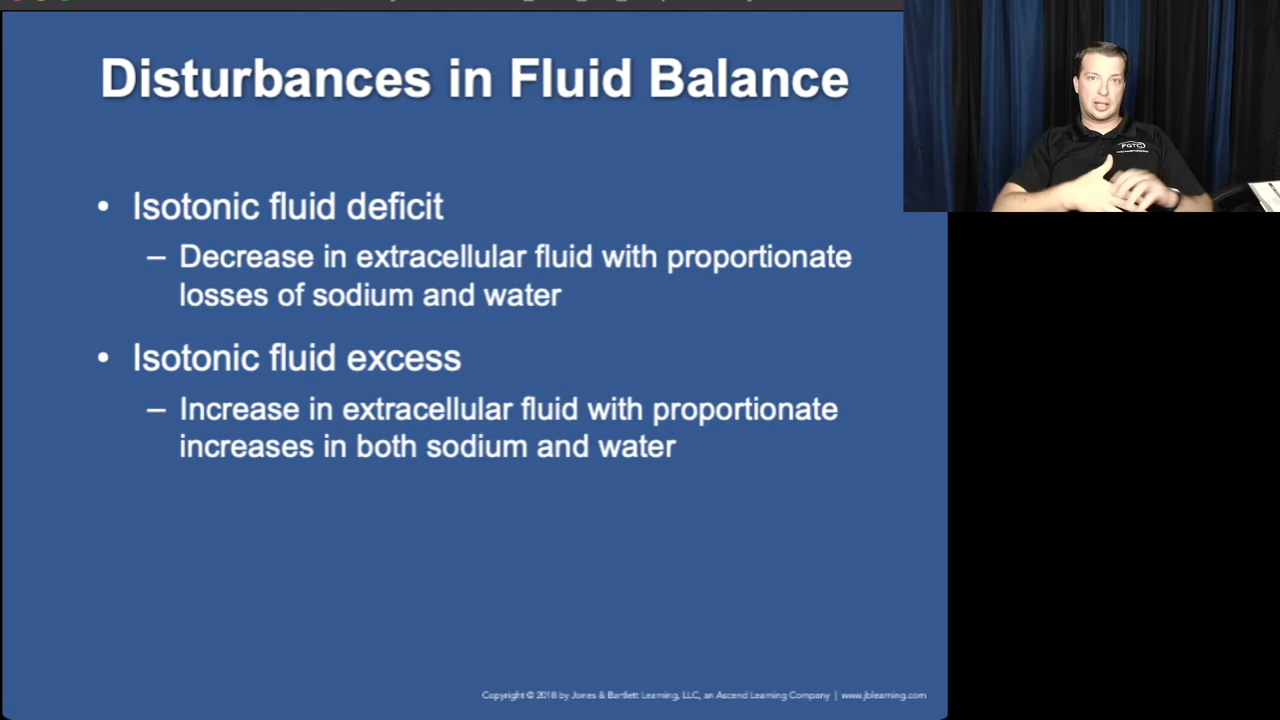 Disturbances in Fluid Balance
• Isotonic fluid deficit
– Decrease in extracellular fluid with proportionate
losses of sodium and water
• Isotonic fluid excess
– Increase in extracellular fluid with proportionate
increases in both sodium and water
Copyright © 2018 by Jones & Bartlett Learning, LLC, an Ascend Learning Company | www.jblearning.com